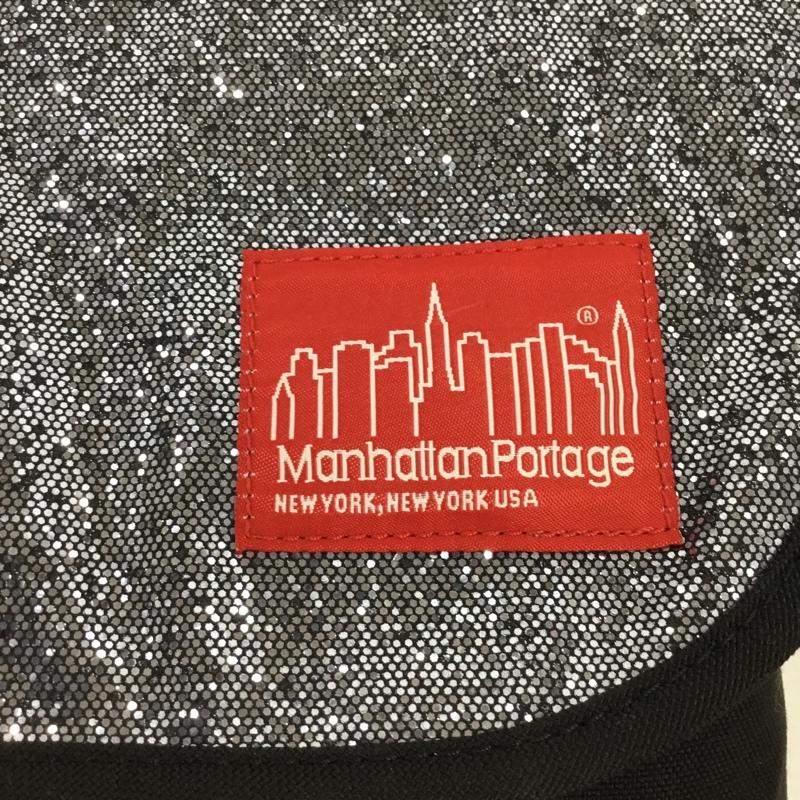 ®
ManhattanPortage
NEW YORK, NEW YORK USA